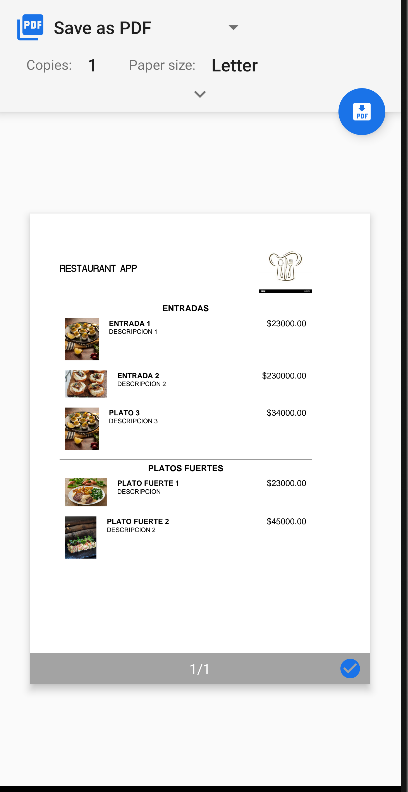 PDF Save as PDF
Copies: 1 Paper size: Letter
PDF
RESTAURANT APP
ENTRADAS
ENTRADA 1 $23000.00
DESCRIPCION 1
ENTRADA 2 $230000.00
DESCRIPCION 2
PLATO 3 $34000.00
DESCRIPCION 3
PLATOS FUERTES
PLATO FUERTE 1 $23000.00
DESCRIPCION
PLATO FUERTE 2 $45000.00
DESCRIPCION 2
1/1